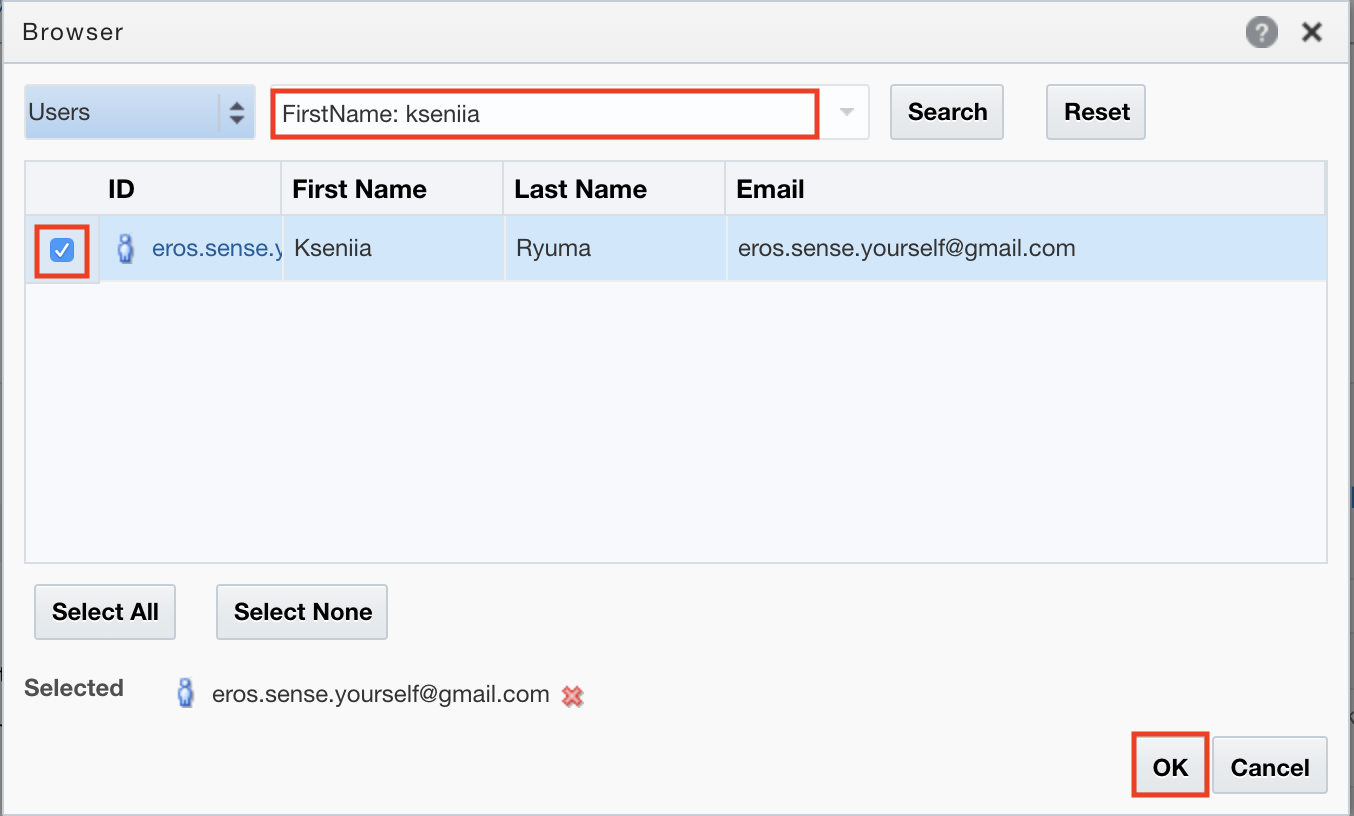 Browser
Users
FirstName: kseniia
Search
Reset
ID First Name Last Name Email
eros.sense.y Kseniia Ryuma eros.sense.yourself@gmail.com
Select All Select None
Selected eros.sense.yourself@gmail.com
OK Cancel